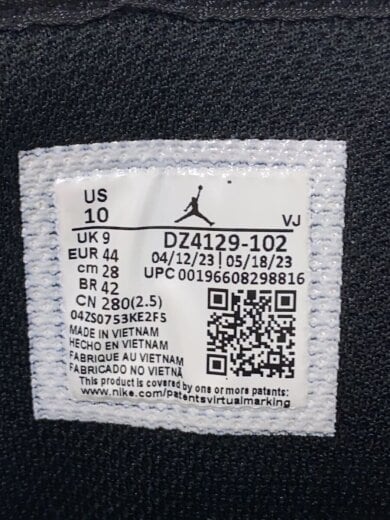 US
10
VJ
UK 9
EUR 44
cm 28
BR 42
CN 280(2.5)
DZ4129-102
04/12/23 | 05/18/23
UPC 00196608298816
04ZS0753KE2F5
MADE IN VIETNAM
HECHO EN VIETNAM
FABRIQUE AU VIETNAM
FABRICADO NO VIETNÃ
This product is covered by one or more patents:
www.nike.com/patentsvirtualmarking